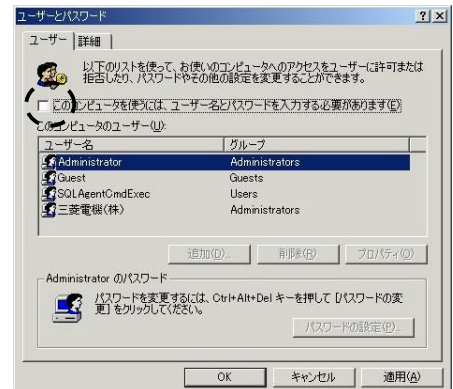 ユーザーとパスワード
ユーザー 詳細
以下のリストを使って、お使いのコンピュータへのアクセスをユーザーに許可または
拒否したり、パスワードやその他の設定を変更することができます。
このコンピュータを使うには、ユーザー名とパスワードを入力する必要があります(E)
このコンピュータのユーザー(U):
ユーザー名 グループ
Administrator Administrators
Guest Guests
SQLAgentCmdExec Users
三菱電機(株) Administrators
追加(D)... 削除(R) プロパティ(O)
Administrator のパスワード
パスワードを変更するには、Ctrl+Alt+Del キーを押して [パスワードの変
更] をクリックしてください。
パスワードの設定(P)...
OK キャンセル 適用(A)